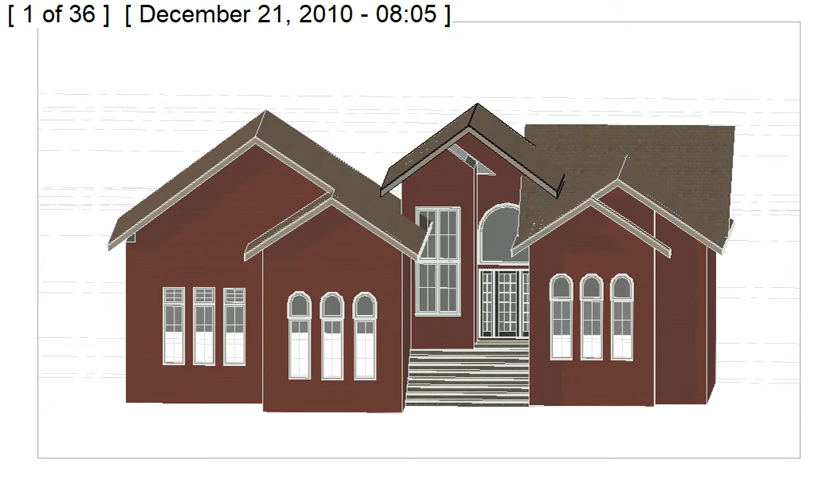 [ 1 of 36 ] [ December 21, 2010 - 08:05 ]